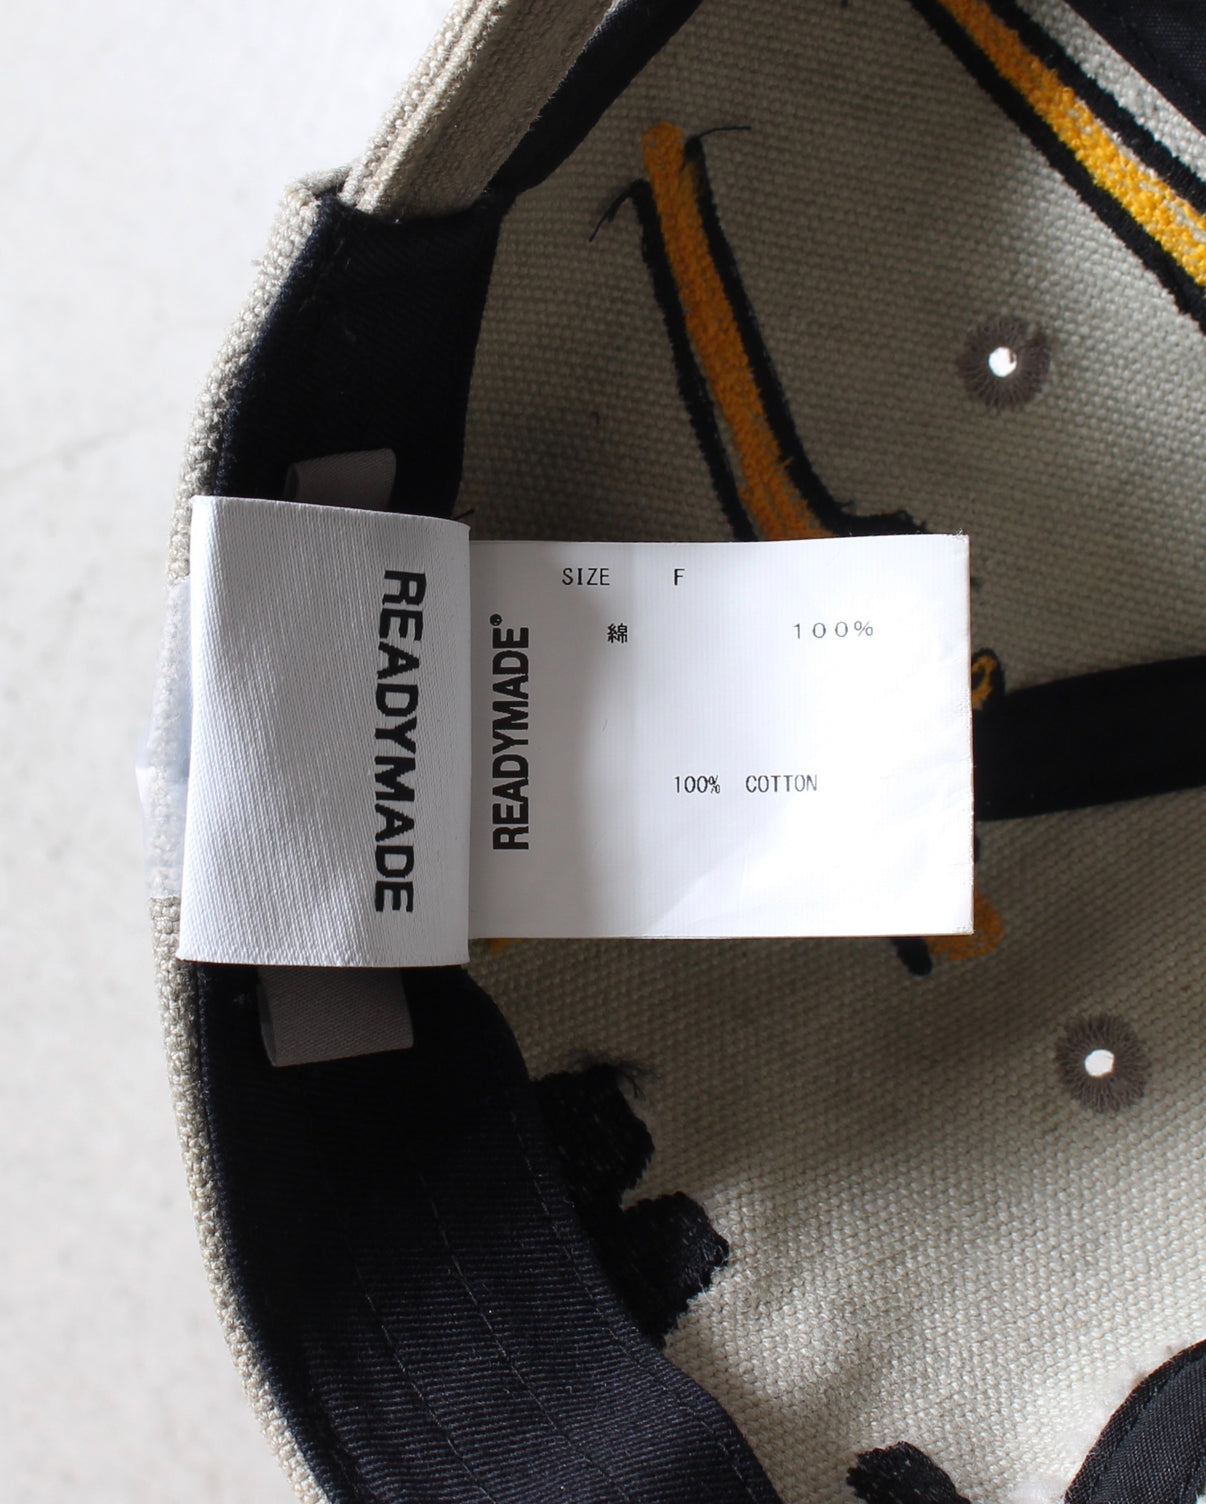 READYMADE
READYMADE®
SIZE F
綿 100%
100% COTTON